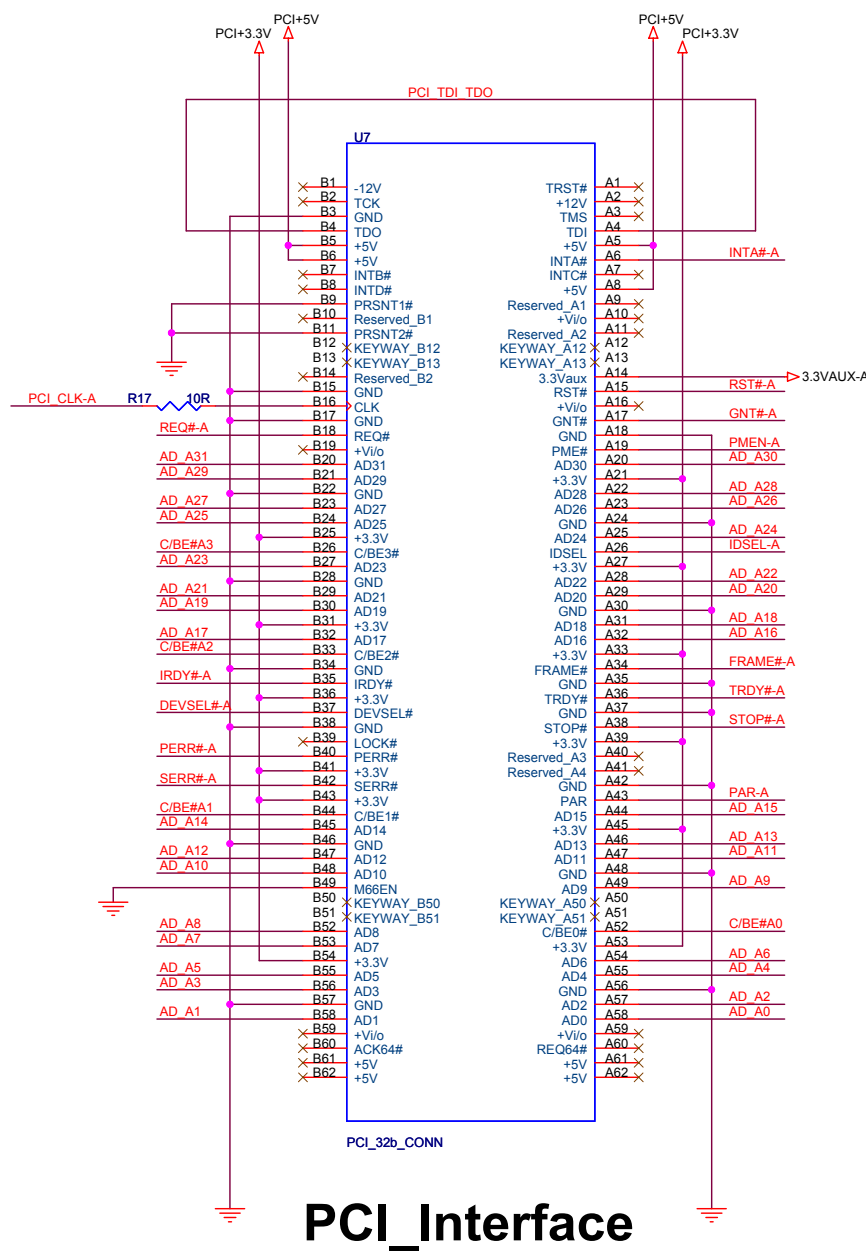 PCI+5V PCI+5V
PCI+3.3V PCI+3.3V
PCI_TDI_TDO
U7
B1 -12V TRST# A1
B2 TCK +12V A2
B3 GND TMS A3
B4 TDO TDI A4
B5 +5V +5V A5
B6 +5V INTA# A6 INTA#-A
B7 INTB# INTC# A7
B8 INTD# +5V A8
B9 PRSNT1# Reserved_A1 A9
B10 Reserved_B1 +Vi/o A10
B11 PRSNT2# Reserved_A2 A11
B12 KEYWAY_B12 KEYWAY_A12 A12
B13 KEYWAY_B13 KEYWAY_A13 A13
B14 Reserved_B2 3.3Vaux A14 3.3VAUX-A
B15 GND RST# A15 RST#-A
PCI_CLK-A R17 10R B16 CLK +Vi/o A16
B17 GND GNT# A17 GNT#-A
REQ#-A B18 REQ# GND A18
B19 +Vi/o PME# A19 PMEN-A
AD_A31 B20 AD31 AD30 A20 AD_A30
AD_A29 B21 AD29 +3.3V A21
B22 GND AD28 A22 AD_A28
AD_A27 B23 AD27 AD26 A23 AD_A26
AD_A25 B24 AD25 GND A24
B25 +3.3V AD24 A25 AD_A24
C/BE#A3 B26 C/BE3# IDSEL A26 IDSEL-A
AD_A23 B27 AD23 +3.3V A27
B28 GND AD22 A28 AD_A22
AD_A21 B29 AD21 AD20 A29 AD_A20
AD_A19 B30 AD19 GND A30
B31 +3.3V AD18 A31 AD_A18
AD_A17 B32 AD17 AD16 A32 AD_A16
C/BE#A2 B33 C/BE2# +3.3V A33
B34 GND FRAME# A34 FRAME#-A
IRDY#-A B35 IRDY# GND A35
B36 +3.3V TRDY# A36 TRDY#-A
DEVSEL#-A B37 DEVSEL# GND A37
B38 GND STOP# A38 STOP#-A
B39 LOCK# +3.3V A39
PERR#-A B40 PERR# Reserved_A3 A40
B41 +3.3V Reserved_A4 A41
SERR#-A B42 SERR# GND A42
B43 +3.3V PAR A43 PAR-A
C/BE#A1 B44 C/BE1# AD15 A44 AD_A15
AD_A14 B45 AD14 +3.3V A45
B46 GND AD13 A46 AD_A13
AD_A12 B47 AD12 AD11 A47 AD_A11
AD_A10 B48 AD10 GND A48
B49 M66EN AD9 A49 AD_A9
B50 KEYWAY_B50 KEYWAY_A50 A50
B51 KEYWAY_B51 KEYWAY_A51 A51
AD_A8 B52 AD8 C/BE0# A52 C/BE#A0
AD_A7 B53 AD7 +3.3V A53
B54 +3.3V AD6 A54 AD_A6
AD_A5 B55 AD5 AD4 A55 AD_A4
AD_A3 B56 AD3 GND A56
B57 GND AD2 A57 AD_A2
AD_A1 B58 AD1 AD0 A58 AD_A0
B59 +Vi/o +Vi/o A59
B60 ACK64# REQ64# A60
B61 +5V +5V A61
B62 +5V +5V A62
PCI_32b_CONN
PCI_Interface